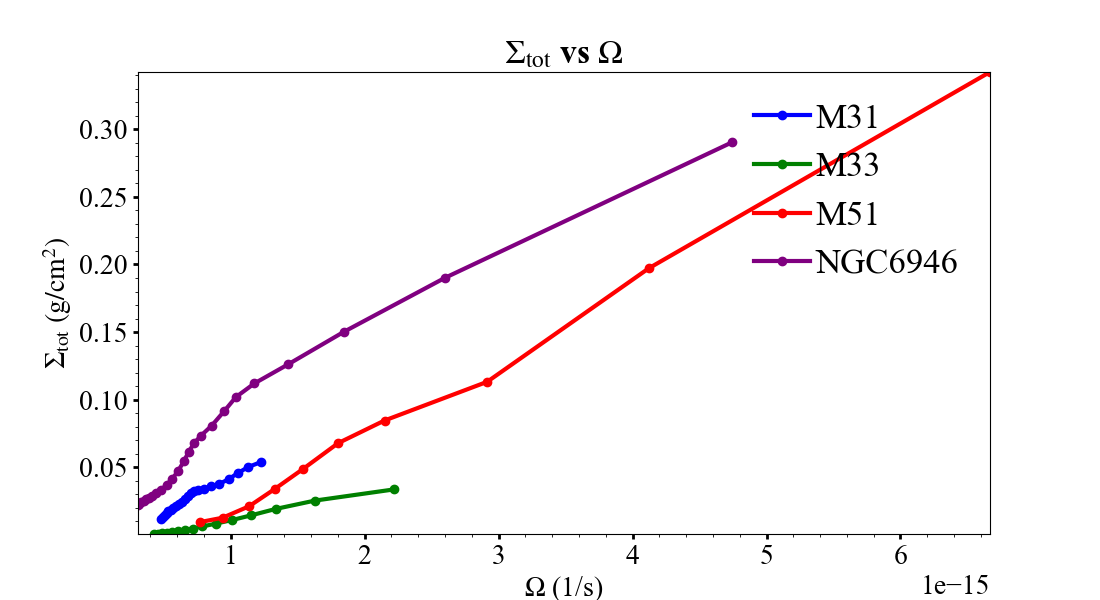 Σtot vs Ω
Σtot (g/cm²)
0.30
0.25
0.20
0.15
0.10
0.05
M31
M33
M51
NGC6946
1 2 3 4 5 6
Ω (1/s)
1e−15